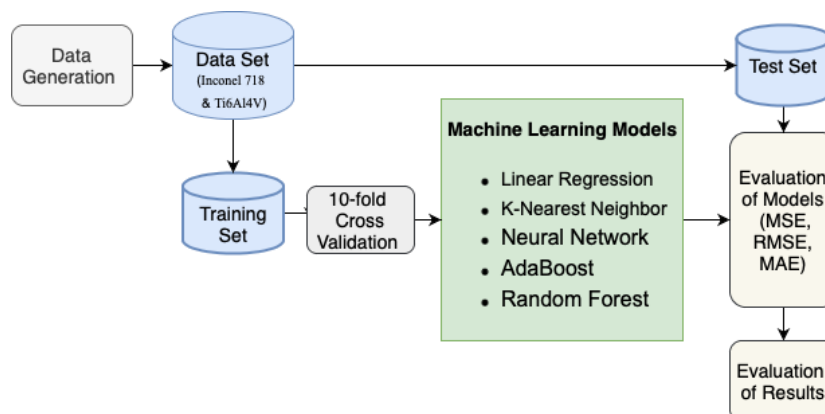 Data
Generation
Data Set
(Inconel 718
& Ti6Al4V)
Test Set
Training
Set
10-fold
Cross
Validation
Machine Learning Models
• Linear Regression
• K-Nearest Neighbor
• Neural Network
• AdaBoost
• Random Forest
Evaluation
of Models
(MSE,
RMSE,
MAE)
Evaluation
of Results